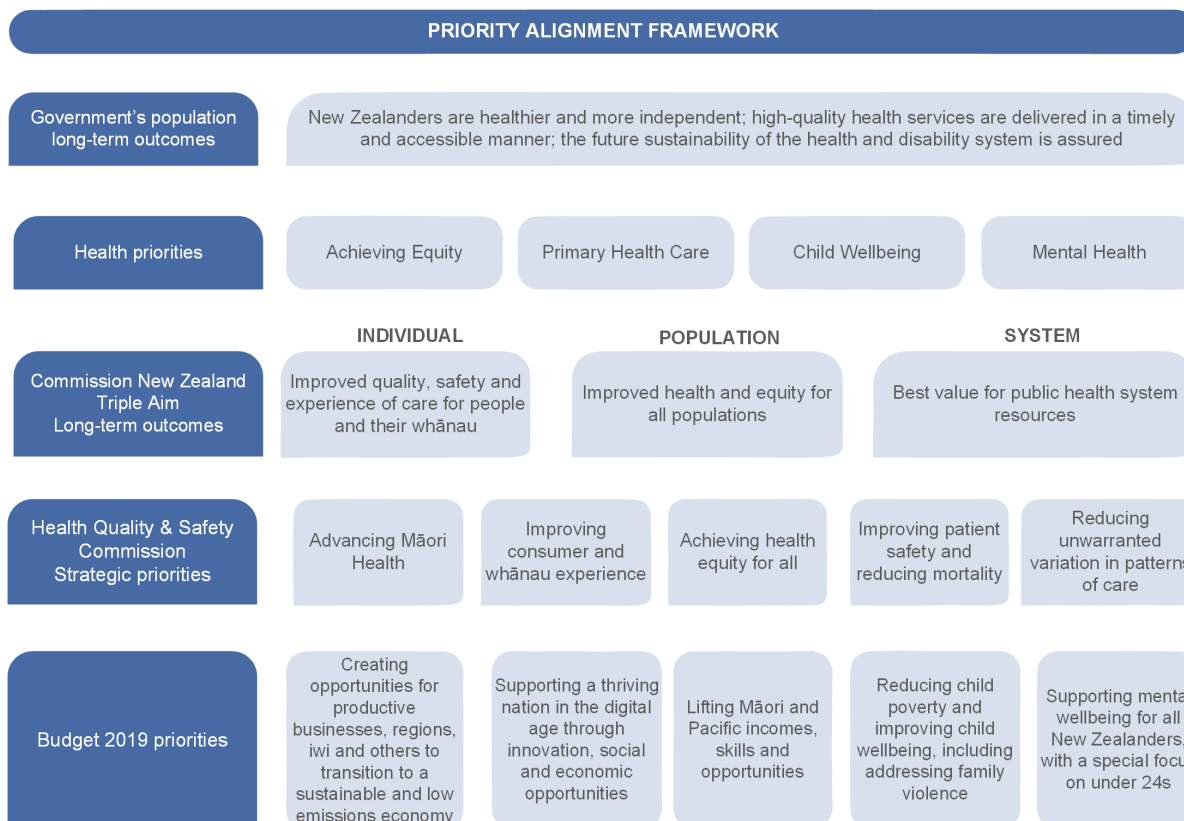 PRIORITY ALIGNMENT FRAMEWORK
Government's population
long-term outcomes
New Zealanders are healthier and more independent; high-quality health services are delivered in a timely
and accessible manner; the future sustainability of the health and disability system is assured
Health priorities
Achieving Equity
Primary Health Care
Child Wellbeing
Mental Health
INDIVIDUAL
POPULATION
SYSTEM
Commission New Zealand
Triple Aim
Long-term outcomes
Improved quality, safety and
experience of care for people
and their whānau
Improved health and equity for
all populations
Best value for public health system
resources
Health Quality & Safety
Commission
Strategic priorities
Advancing Māori
Health
Improving
consumer and
whānau experience
Achieving health
equity for all
Improving patient
safety and
reducing mortality
Reducing
unwarranted
variation in patterns
of care
Budget 2019 priorities
Creating
opportunities for
productive
businesses, regions,
iwi and others to
transition to a
sustainable and low
emissions economy
Supporting a thriving
nation in the digital
age through
innovation, social
and economic
opportunities
Lifting Māori and
Pacific incomes,
skills and
opportunities
Reducing child
poverty and
improving child
wellbeing, including
addressing family
violence
Supporting mental
wellbeing for all
New Zealanders,
with a special focus
on under 24s